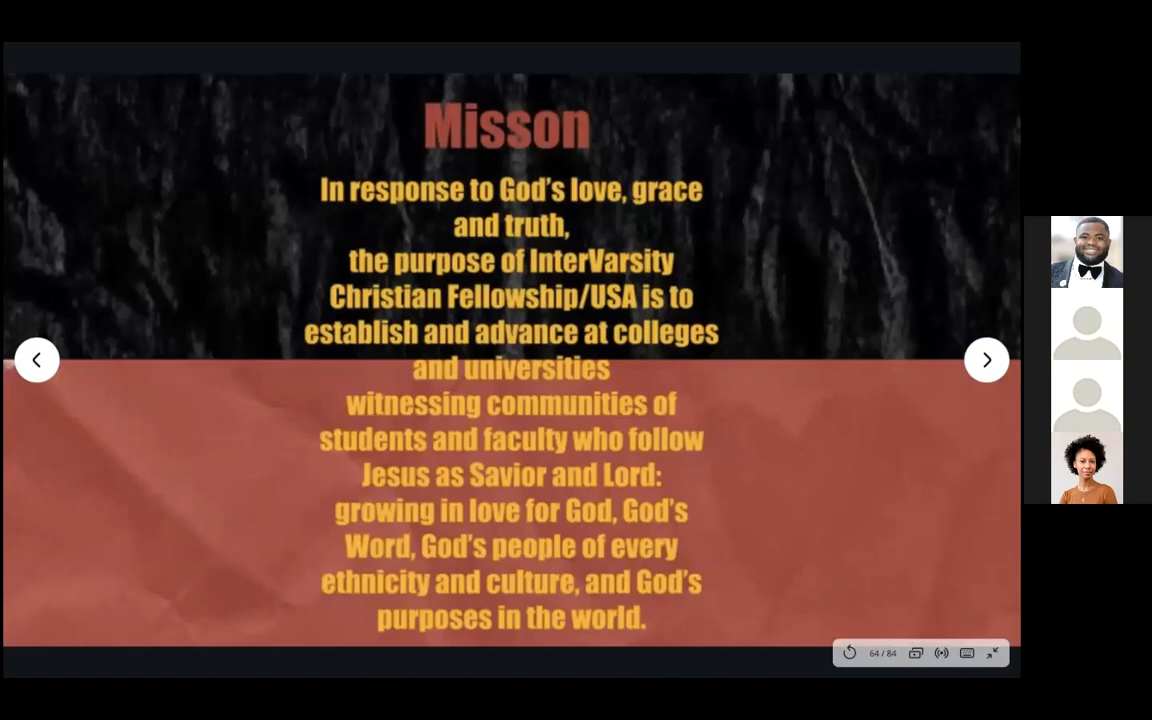 Misson
In response to God's love, grace
and truth,
the purpose of InterVarsity
Christian Fellowship/USA is to
establish and advance at colleges
and universities
witnessing communities of
students and faculty who follow
Jesus as Savior and Lord:
growing in love for God, God's
Word, God's people of every
ethnicity and culture, and God's
purposes in the world.
64 / 84